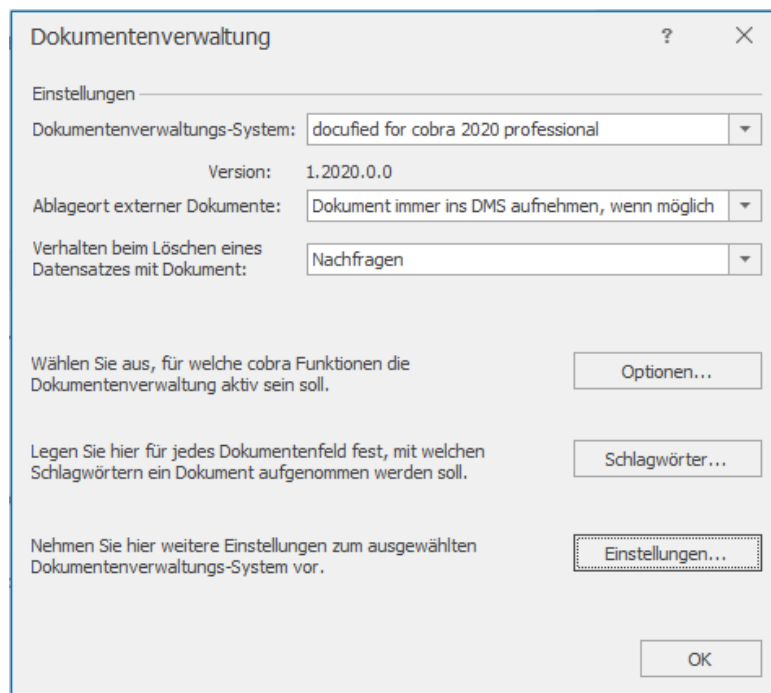 Dokumentenverwaltung ?
Einstellungen
Dokumentenverwaltungs-System: docufied for cobra 2020 professional
Version: 1.2020.0.0
Ablageort externer Dokumente: Dokument immer ins DMS aufnehmen, wenn möglich
Verhalten beim Löschen eines
Datensatzes mit Dokument: Nachfragen
Wählen Sie aus, für welche cobra Funktionen die
Dokumentenverwaltung aktiv sein soll.
Optionen...
Legen Sie hier für jedes Dokumentenfeld fest, mit welchen
Schlagwörtern ein Dokument aufgenommen werden soll.
Schlagwörter...
Nehmen Sie hier weitere Einstellungen zum ausgewählten
Dokumentenverwaltungs-System vor.
Einstellungen...
OK